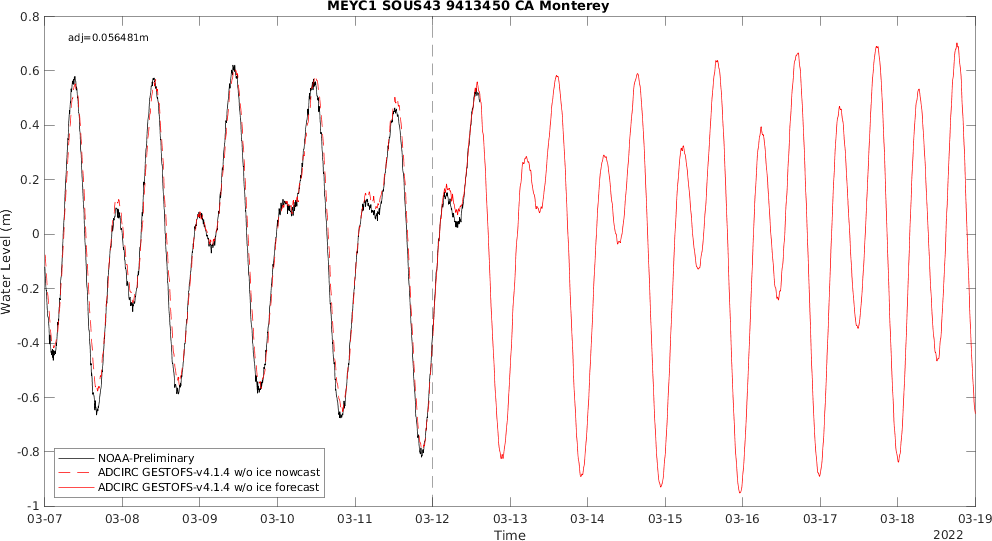 MEYC1 SOUS43 9413450 CA Monterey
adj=0.056481m
0.8
0.6
0.4
0.2
0
-0.2
-0.4
-0.6
-0.8
-1
Water Level (m)
NOAA-Preliminary
ADCIRC GESTOFS-v4.1.4 w/o ice nowcast
ADCIRC GESTOFS-v4.1.4 w/o ice forecast
03-07 03-08 03-09 03-10 03-11 03-12 03-13 03-14 03-15 03-16 03-17 03-18 03-19
Time
2022